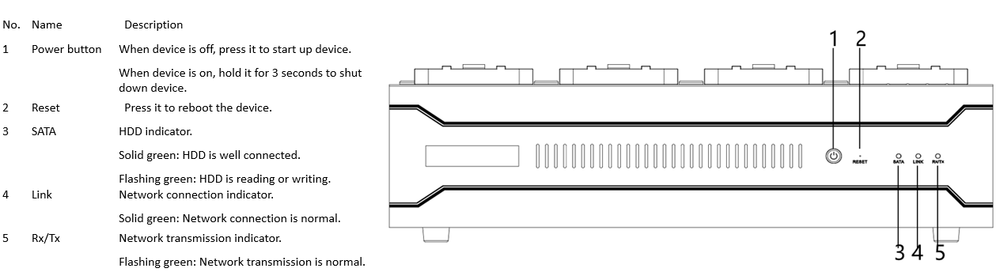 No. Name Description
1 Power button When device is off, press it to start up device.
When device is on, hold it for 3 seconds to shut
down device.
2 Reset Press it to reboot the device.
3 SATA HDD indicator.
Solid green: HDD is well connected.
Flashing green: HDD is reading or writing.
4 Link Network connection indicator.
Solid green: Network connection is normal.
5 Rx/Tx Network transmission indicator.
Flashing green: Network transmission is normal.
1 2
RESET SATA LINK Rx/Tx
3 4 5